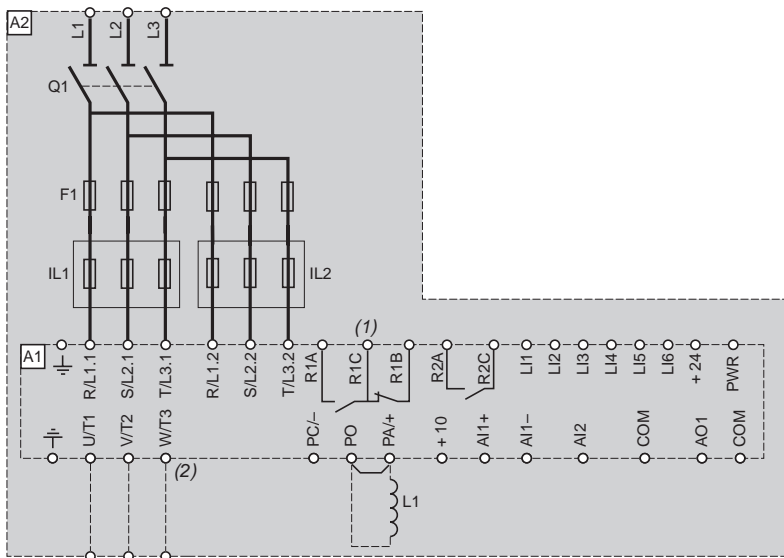 A2
L1
L2
L3
Q1
F1
IL1
IL2
(1)
A1
R/L1.1
S/L2.1
T/L3.1
R/L1.2
S/L2.2
T/L3.2
R1A
R1C
R1B
R2A
R2C
LI1
LI2
LI3
LI4
LI5
LI6
+ 24
PWR
U/T1
V/T2
W/T3
PC/–
PO
PA/+
+ 10
AI1+
AI1–
AI2
COM
AO1
COM
(2)
L1